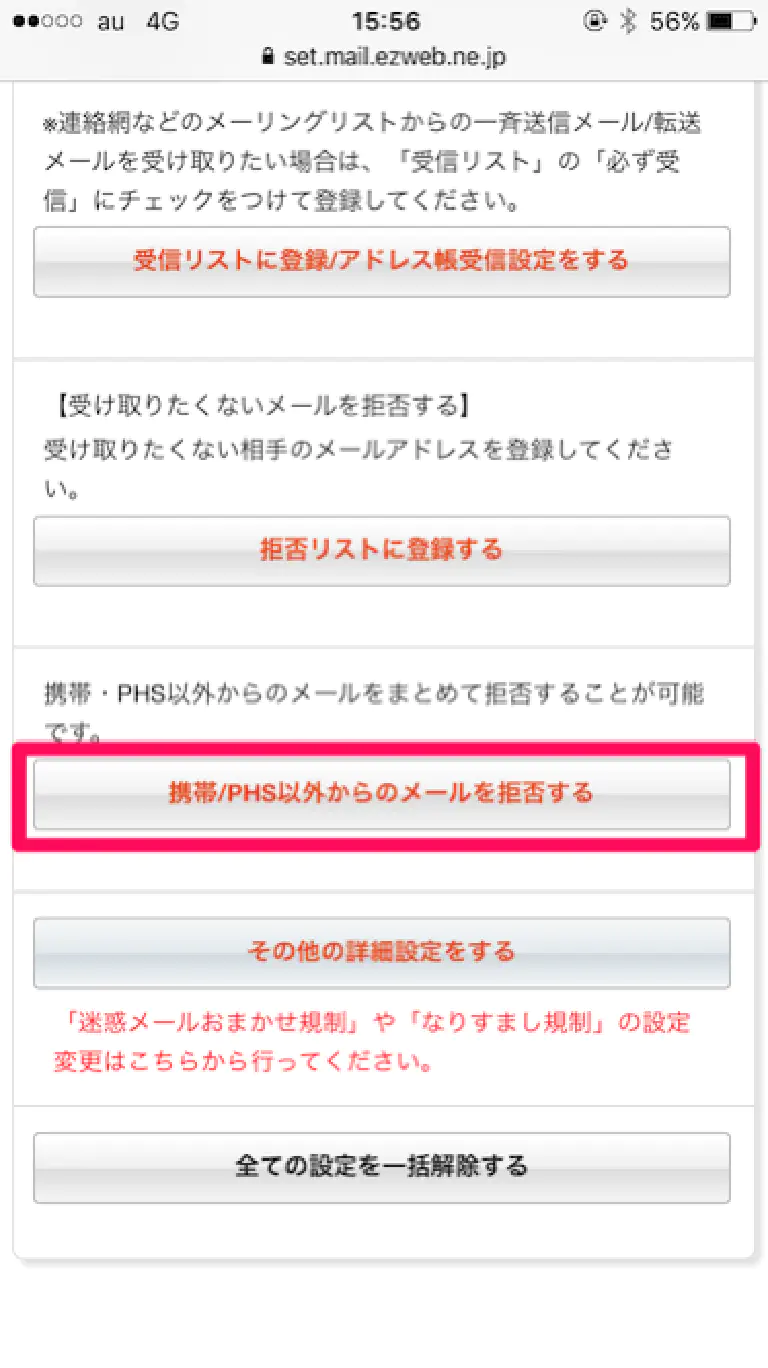 au 4G 15:56 56%
set.mail.ezweb.ne.jp
※連絡網などのメーリングリストからの一斉送信メール/転送
メールを受け取りたい場合は、「受信リスト」の「必ず受
信」にチェックをつけて登録してください。
受信リストに登録/アドレス帳受信設定をする
【受け取りたくないメールを拒否する】
受け取りたくない相手のメールアドレスを登録してくださ
い。
拒否リストに登録する
携帯・PHS以外からのメールをまとめて拒否することが可能
です。
携帯/PHS以外からのメールを拒否する
その他の詳細設定をする
「迷惑メールおまかせ規制」や「なりすまし規制」の設定
変更はこちらから行ってください。
全ての設定を一括解除する